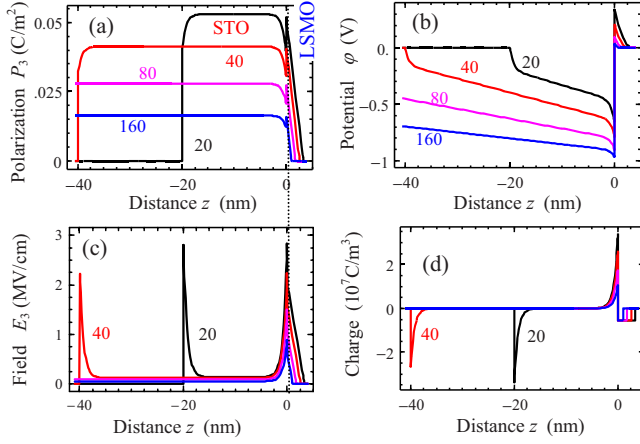 Polarization P₃ (C/m²)
0.05
0.025
0
(a)
STO
LSMO
40
80
160
20
−40
−20
0
Distance z (nm)
Potential φ (V)
0.
−0.5
−1
(b)
20
40
80
160
−40
−20
0
Distance z (nm)
Field E₃ (MV/cm)
3
2
1
0
(c)
40
20
−40
−20
0
Distance z (nm)
Charge (10⁷C/m³)
2
0
−2
(d)
40
20
−40
−20
0
Distance z (nm)